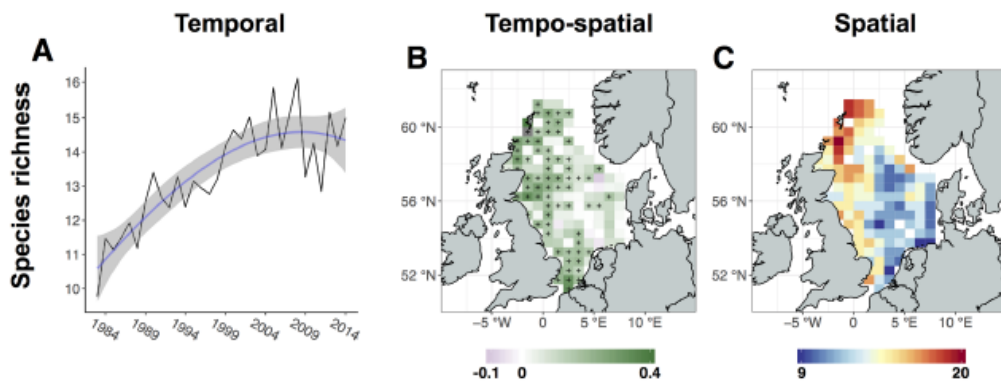 Temporal
A
Species richness
16
15
14
13
12
11
10
1984 1989 1994 1999 2004 2009 2014
Tempo-spatial
B
60 °N
56 °N
52 °N
−5 °W 0 5 °E 10 °E
-0.1 0 0.4
Spatial
C
60 °N
56 °N
52 °N
−5 °W 0 5 °E 10 °E
9 20